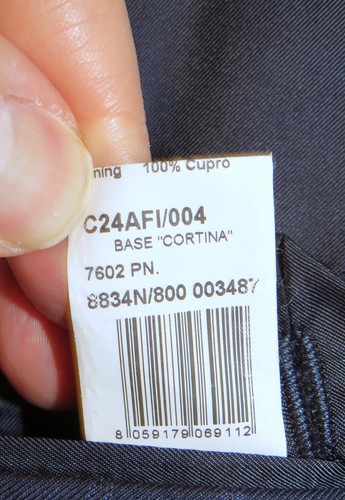 ning 100% Cupro
C24AFI/004
BASE "CORTINA"
7602 PN.
8834N/800 003487
8 059179 069112